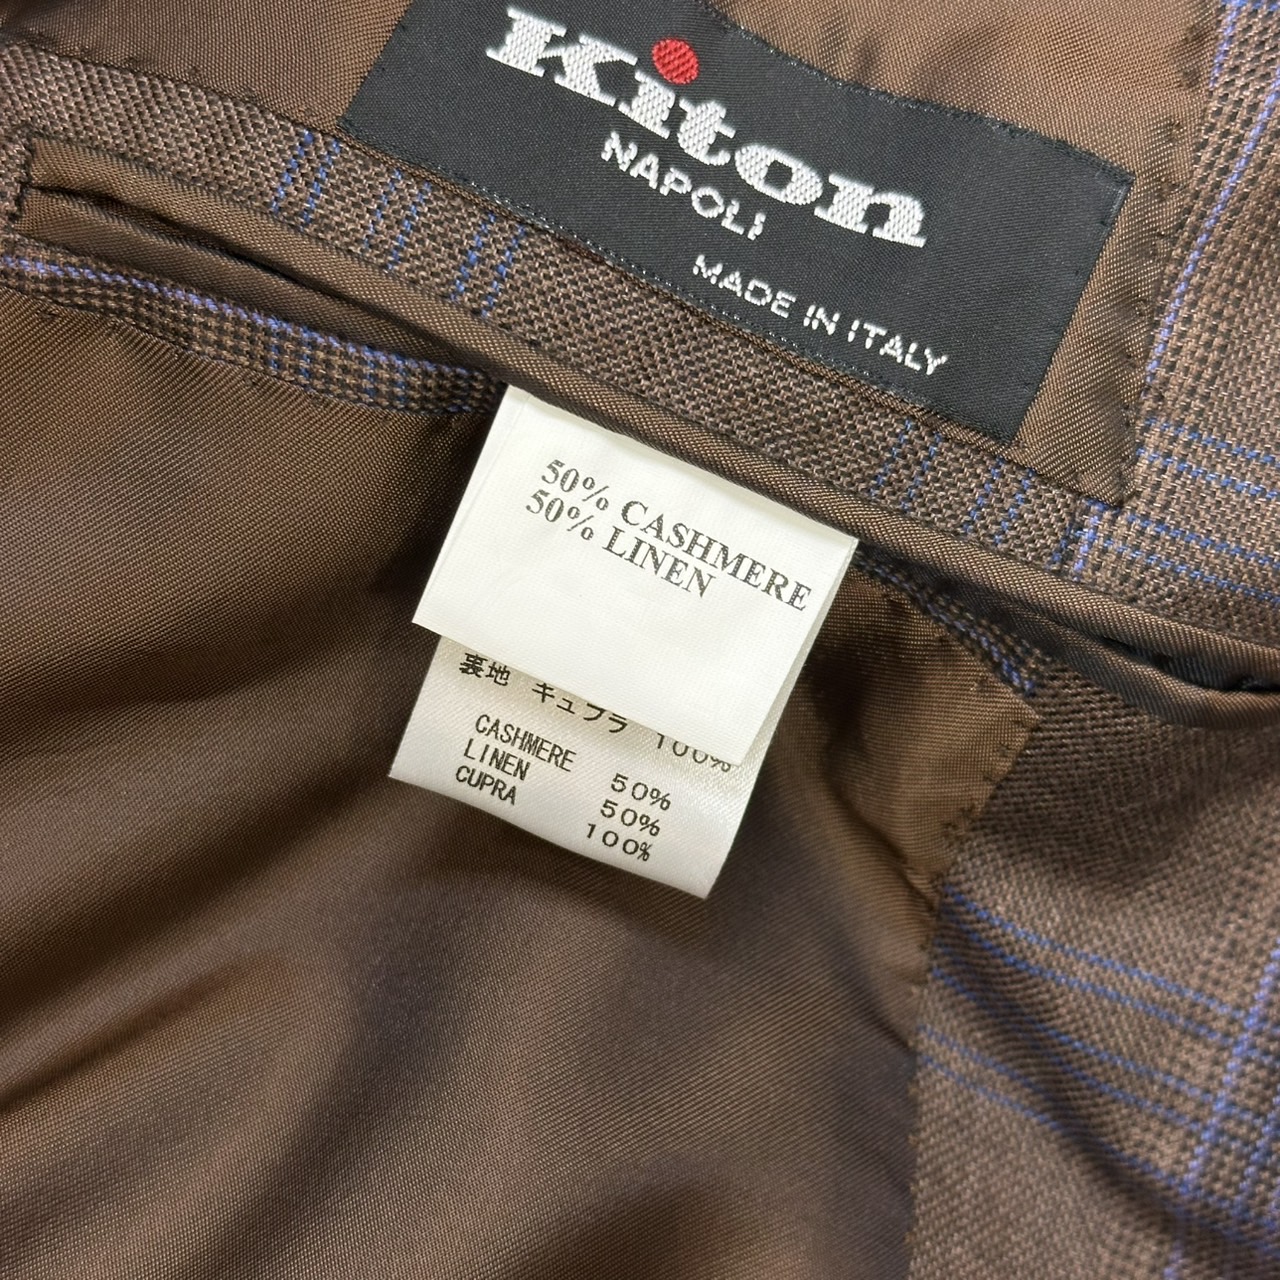 Kiton
NAPOLI
MADE IN ITALY
50% CASHMERE
50% LINEN
裏地 キュプラ 100%
CASHMERE 50%
LINEN 50%
CUPRA 100%